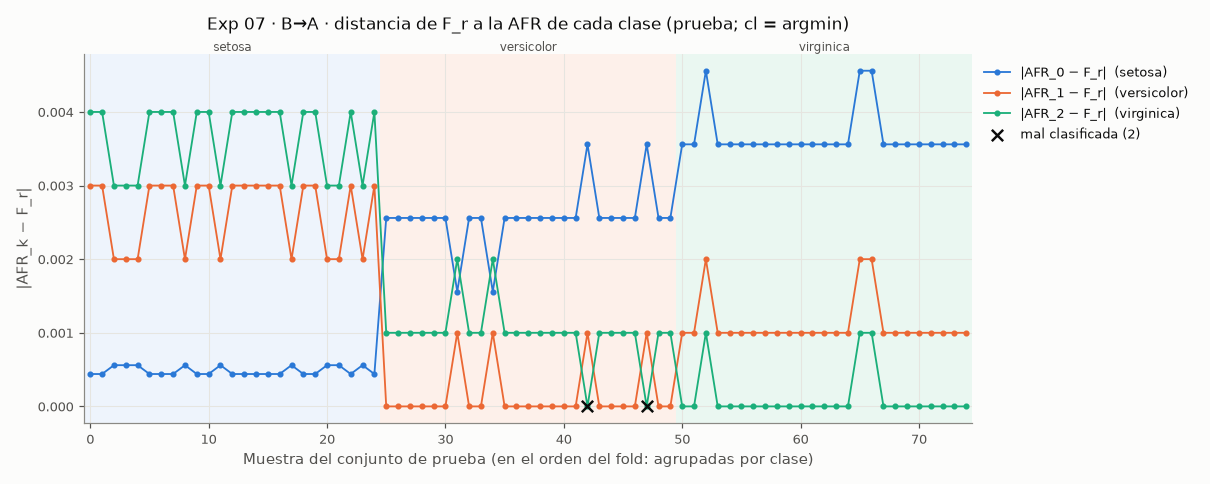 Exp 07 · B→A · distancia de F_r a la AFR de cada clase (prueba; cl = argmin)
setosa versicolor virginica
|AFR_0 − F_r| (setosa)
|AFR_1 − F_r| (versicolor)
|AFR_2 − F_r| (virginica)
mal clasificada (2)
|AFR_k − F_r|
0.004
0.003
0.002
0.001
0.000
0 10 20 30 40 50 60 70
Muestra del conjunto de prueba (en el orden del fold: agrupadas por clase)